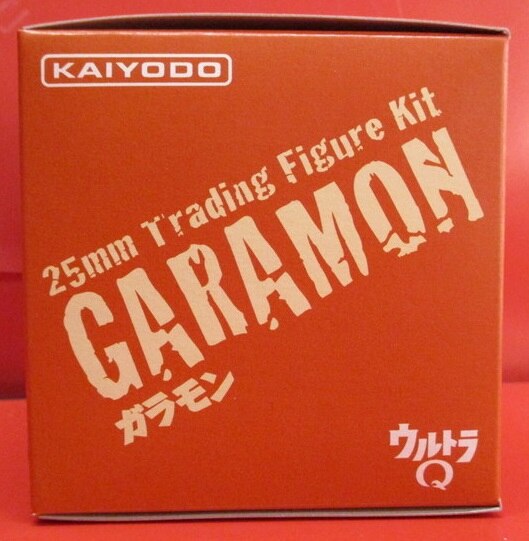 KAIYODO
25mm Trading Figure Kit
GARAMON
ガラモン
ウルトラ
Q